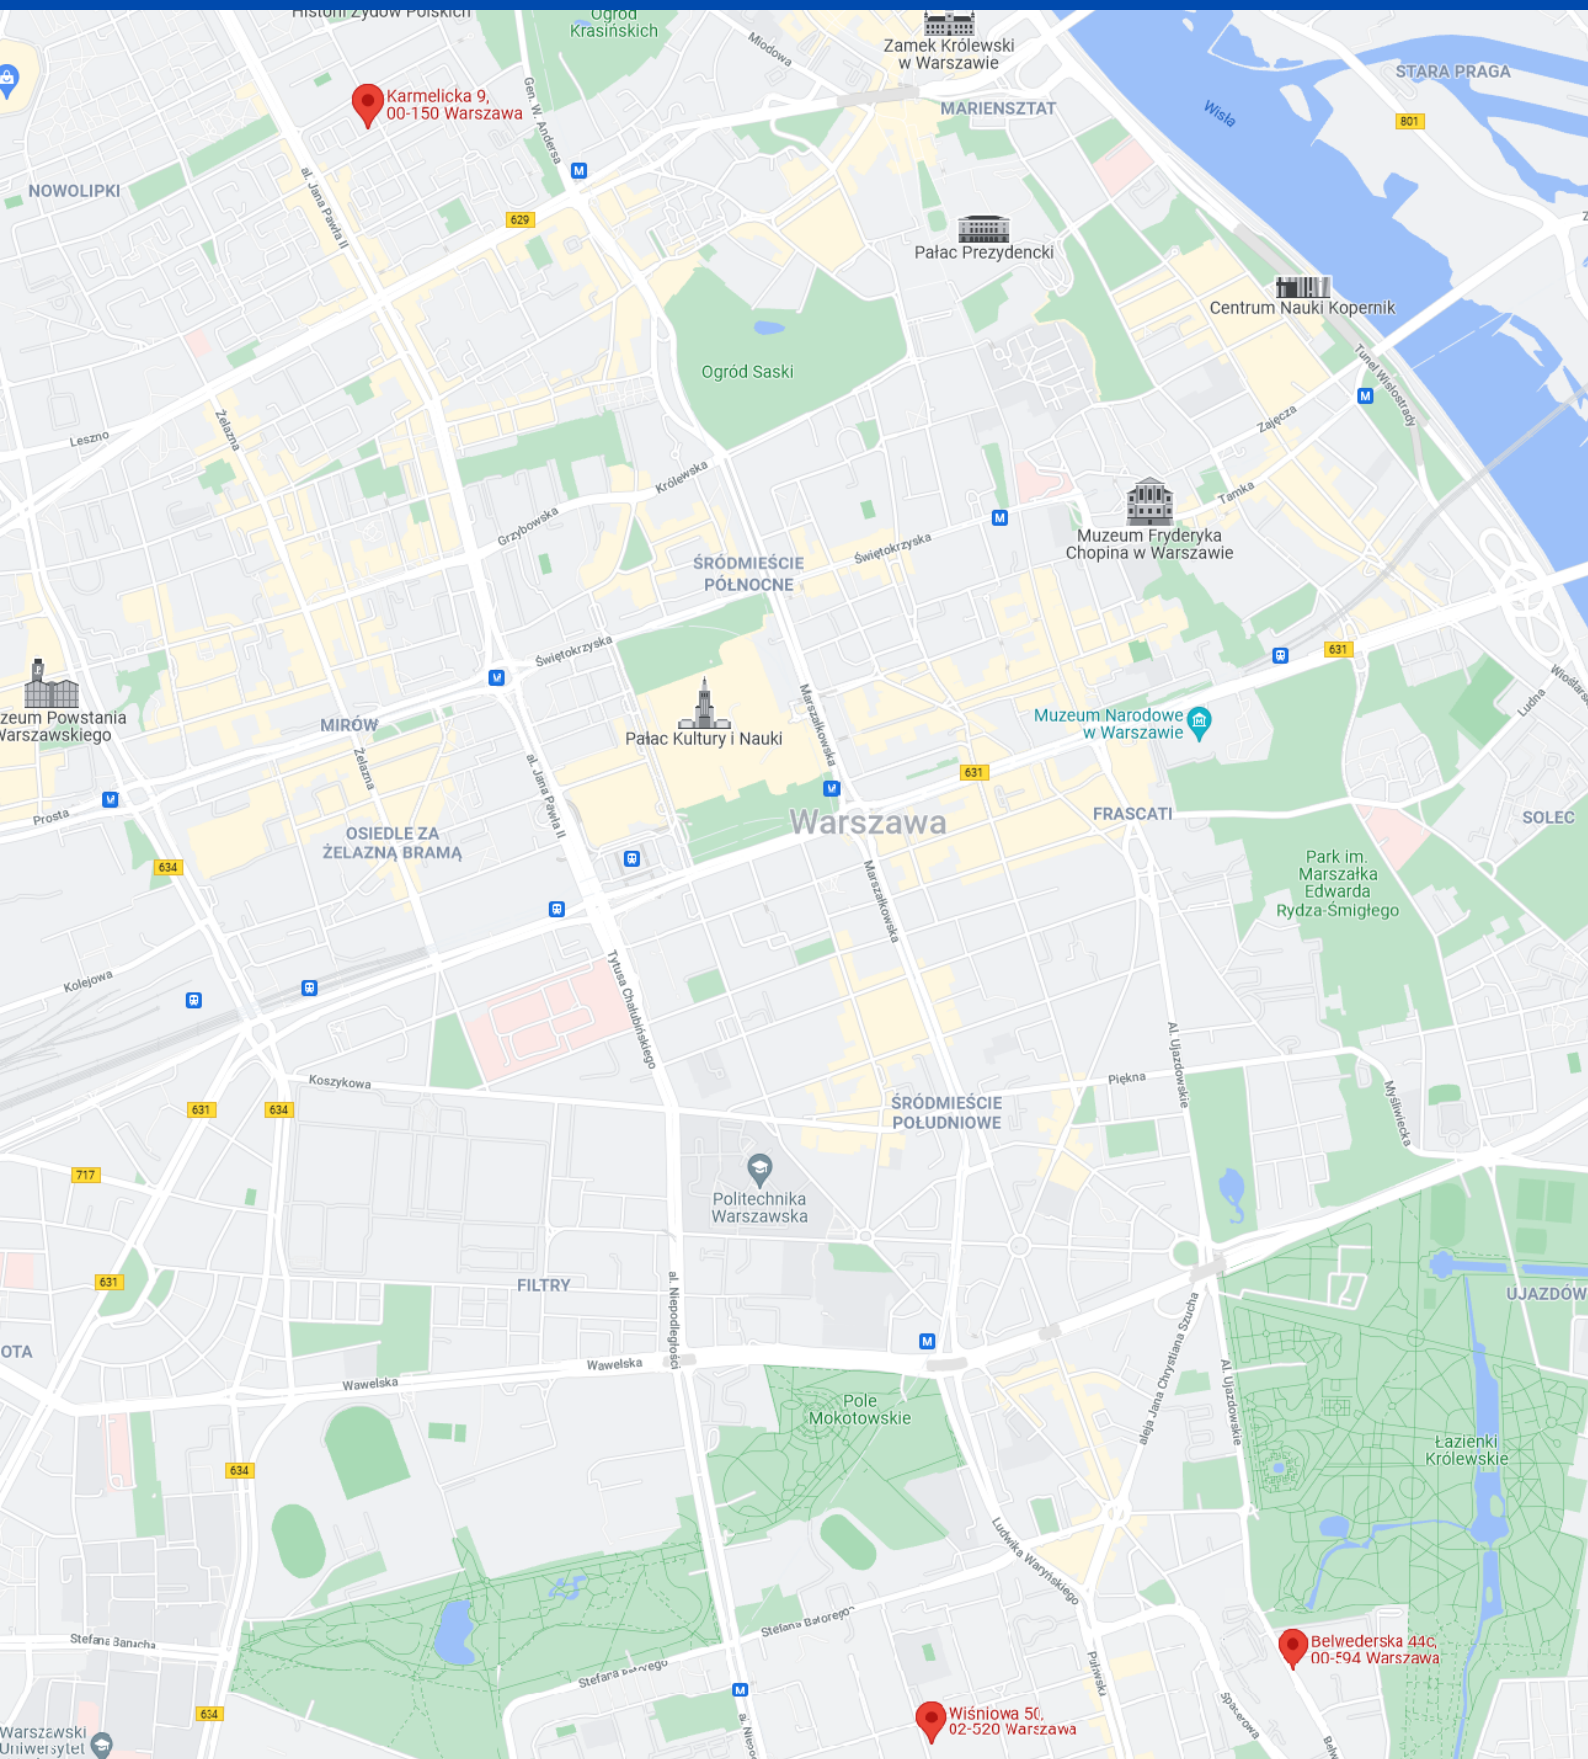 Historii Żydów Polskich
Ogród
Krasińskich
Miodowa
Zamek Królewski
w Warszawie
STARA PRAGA
Karmelicka 9,
00-150 Warszawa
Gen. W. Andersa
MARIENSZTAT
Wisła
801
M
NOWOLIPKI
al. Jana Pawła II
629
Pałac Prezydencki
Centrum Nauki Kopernik
Ogród Saski
Tunel Wisłostrady
M
Leszno
Żelazna
Zajęcza
Królewska
Tamka
Grzybowska
M
Świętokrzyska
Muzeum Fryderyka
Chopina w Warszawie
ŚRÓDMIEŚCIE
PÓŁNOCNE
Świętokrzyska
631
M
zeum Powstania
Warszawskiego
MIRÓW
Żelazna
Pałac Kultury i Nauki
Marszałkowska
Muzeum Narodowe
w Warszawie
Ludna
Wioślarska
al. Jana Pawła II
M
631
M
Prosta
Warszawa
FRASCATI
SOLEC
OSIEDLE ZA
ŻELAZNĄ BRAMĄ
634
Marszałkowska
Park im.
Marszałka
Edwarda
Rydza-Śmigłego
Kolejowa
Tytusa Chałubińskiego
Al. Ujazdowskie
Koszykowa
Piękna
Myśliwiecka
631
634
ŚRÓDMIEŚCIE
POŁUDNIOWE
717
Politechnika
Warszawska
631
FILTRY
al. Niepodległości
UJAZDÓW
OTA
M
aleja Jana Chrystiana Szucha
Wawelska
Wawelska
Al. Ujazdowskie
Pole
Mokotowskie
Łazienki
Królewskie
634
Ludwika Waryńskiego
Stefana Banacha
Stefana Batorego
Stefana Batorego
Belwederska 44c,
00-594 Warszawa
Puławska
M
634
Wiśniowa 50,
02-520 Warszawa
Spacerowa
al. Niepo
Belw
Warszawski
Uniwersytet